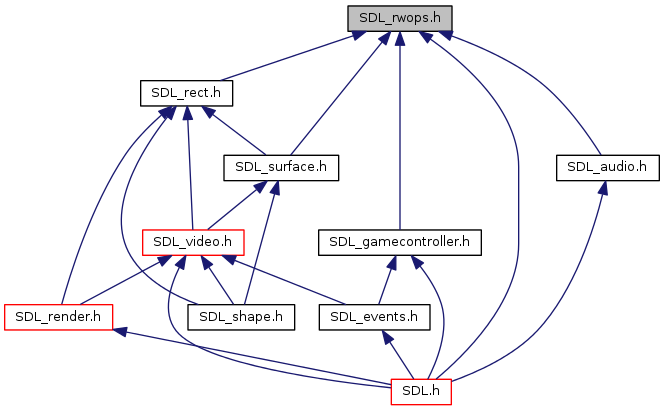 SDL_rwops.h
SDL_rect.h
SDL_surface.h
SDL_audio.h
SDL_video.h
SDL_gamecontroller.h
SDL_render.h
SDL_shape.h
SDL_events.h
SDL.h